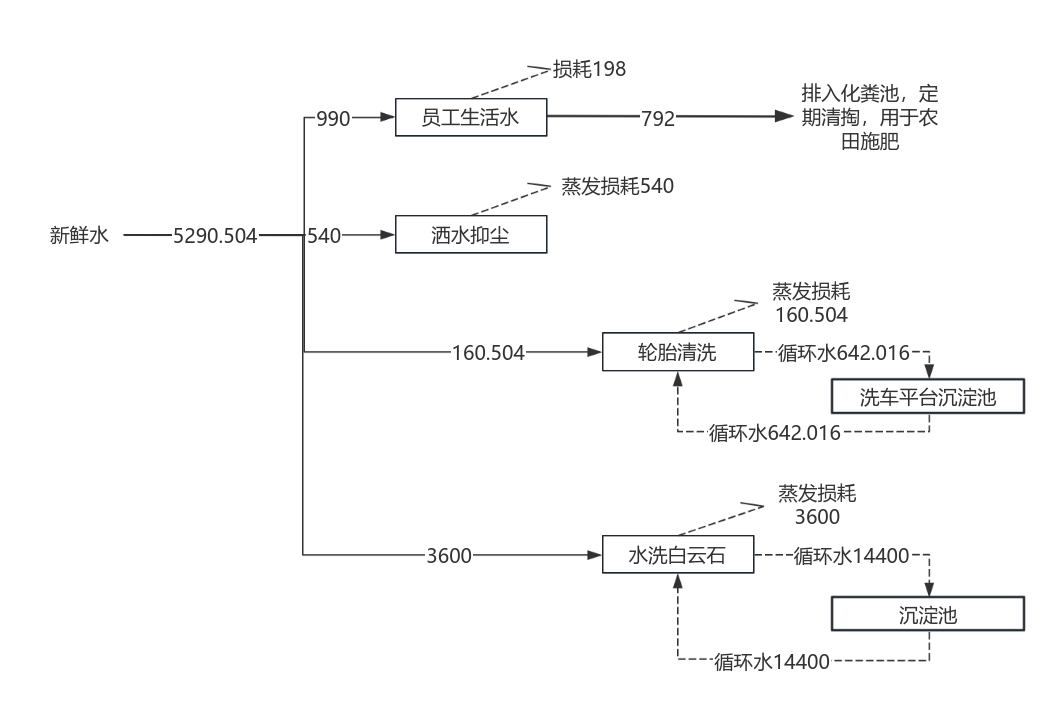 损耗198
990
员工生活水
792
排入化粪池，定
期清掏，用于农
田施肥
蒸发损耗540
新鲜水
5290.504
540
洒水抑尘
蒸发损耗
160.504
160.504
轮胎清洗
循环水642.016
洗车平台沉淀池
循环水642.016
蒸发损耗
3600
3600
水洗白云石
循环水14400
沉淀池
循环水14400